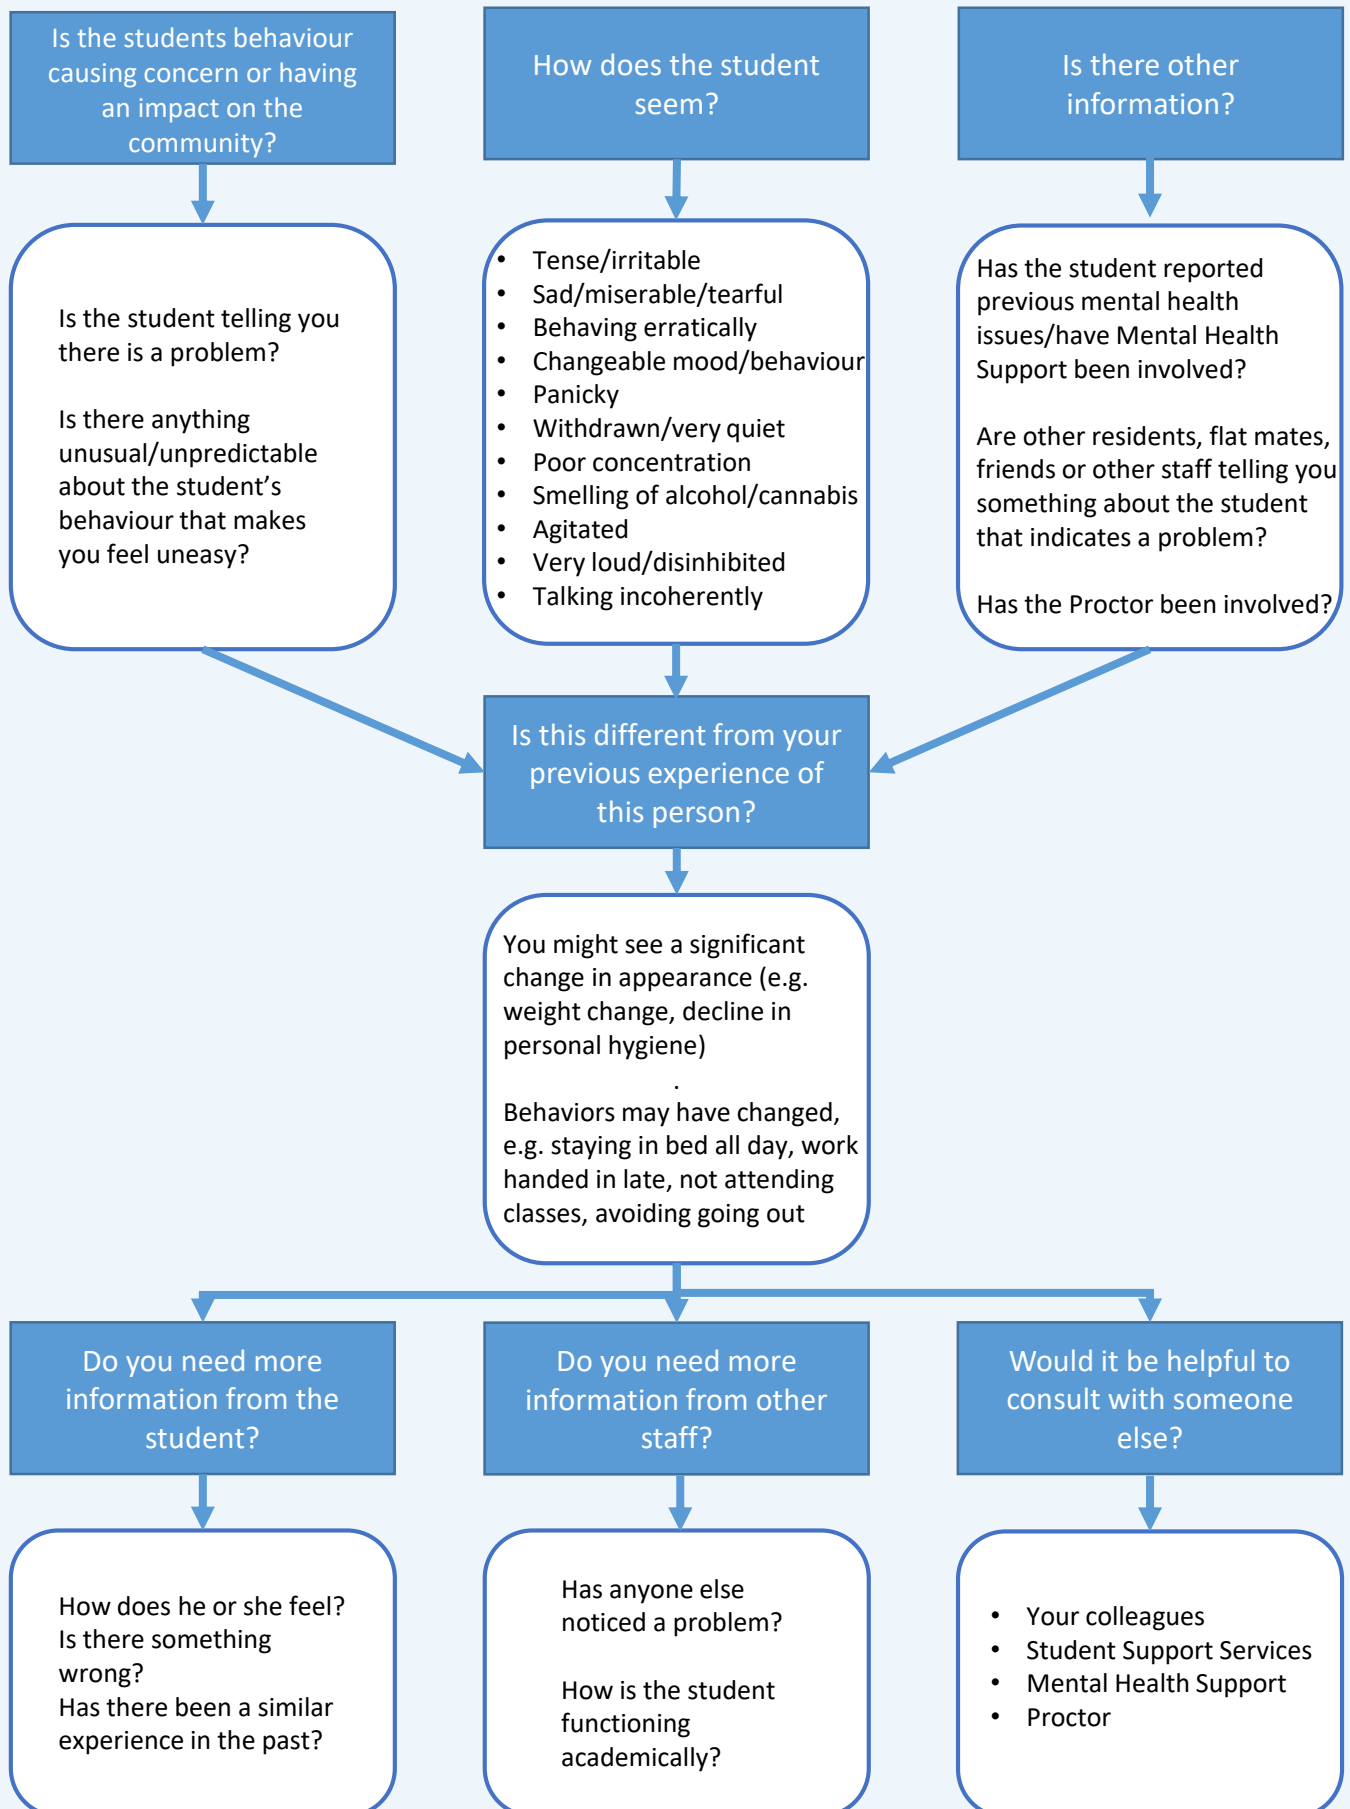 Is the students behaviour
causing concern or having
an impact on the
community?
How does the student
seem?
Is there other
information?
Is the student telling you
there is a problem?
Is there anything
unusual/unpredictable
about the student’s
behaviour that makes
you feel uneasy?
• Tense/irritable
• Sad/miserable/tearful
• Behaving erratically
• Changeable mood/behaviour
• Panicky
• Withdrawn/very quiet
• Poor concentration
• Smelling of alcohol/cannabis
• Agitated
• Very loud/disinhibited
• Talking incoherently
Has the student reported
previous mental health
issues/have Mental Health
Support been involved?
Are other residents, flat mates,
friends or other staff telling you
something about the student
that indicates a problem?
Has the Proctor been involved?
Is this different from your
previous experience of
this person?
You might see a significant
change in appearance (e.g.
weight change, decline in
personal hygiene)
.
Behaviors may have changed,
e.g. staying in bed all day, work
handed in late, not attending
classes, avoiding going out
Do you need more
information from the
student?
Do you need more
information from other
staff?
Would it be helpful to
consult with someone
else?
How does he or she feel?
Is there something
wrong?
Has there been a similar
experience in the past?
Has anyone else
noticed a problem?
How is the student
functioning
academically?
• Your colleagues
• Student Support Services
• Mental Health Support
• Proctor